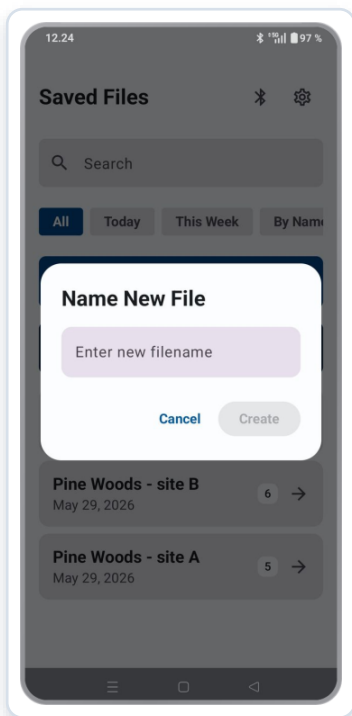 12.24 97 %
Saved Files
Search
All Today This Week By Name
Name New File
Enter new filename
Cancel Create
Pine Woods - site B
May 29, 2026
6
Pine Woods - site A
May 29, 2026
5